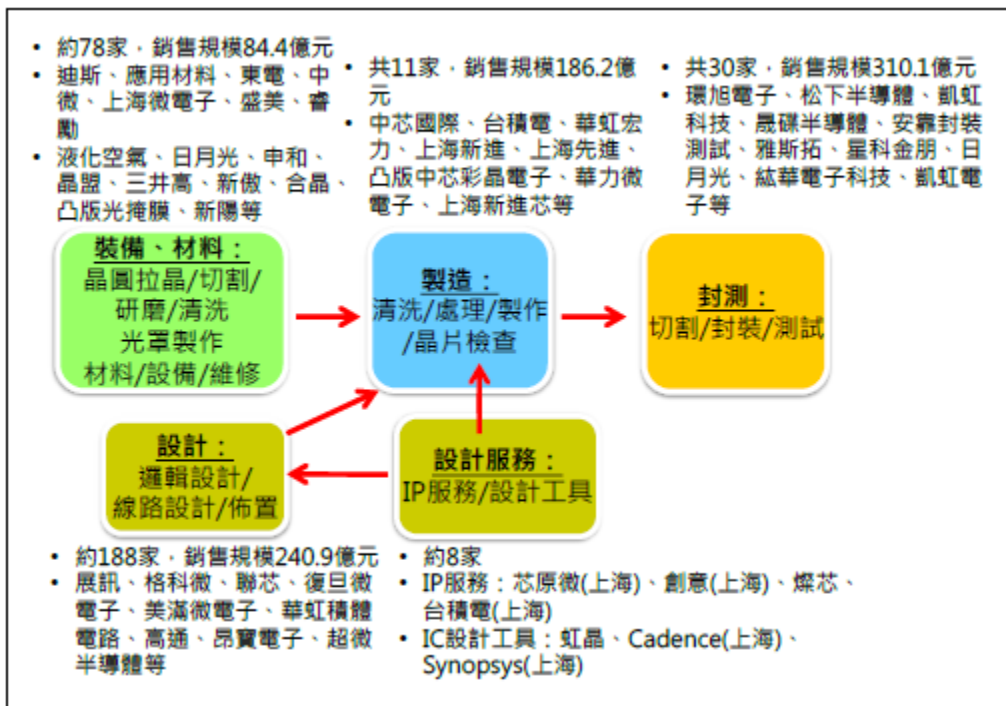 • 約78家，銷售規模84.4億元
• 迪斯、應用材料、東電、中
微、上海微電子、盛美、睿
勵
• 液化空氣、日月光、申和、
晶盟、三井高、新傲、合晶、
凸版光掩膜、新陽等
• 共11家，銷售規模186.2億
元
• 中芯國際、台積電、華虹宏
力、上海新進、上海先進、
凸版中芯彩晶電子、華力微
電子、上海新進芯等
• 共30家，銷售規模310.1億元
• 環旭電子、松下半導體、凱虹
科技、晟碟半導體、安靠封裝
測試、雅斯拓、星科金朋、日
月光、紘華電子科技、凱虹電
子等
裝備、材料：
晶圓拉晶/切割/
研磨/清洗
光罩製作
材料/設備/維修
製造：
清洗/處理/製作
/晶片檢查
封測：
切割/封裝/測試
設計：
邏輯設計/
線路設計/佈置
設計服務：
IP服務/設計工具
• 約188家，銷售規模240.9億元
• 展訊、格科微、聯芯、復旦微
電子、美滿微電子、華虹積體
電路、高通、昂寶電子、超微
半導體等
• 約8家
• IP服務：芯原微(上海)、創意(上海)、燦芯、
台積電(上海)
• IC設計工具：虹晶、Cadence(上海)、
Synopsys(上海)